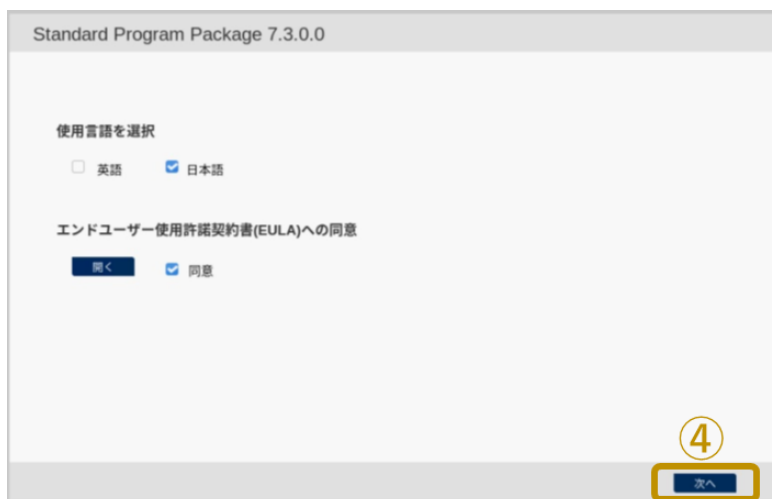 Standard Program Package 7.3.0.0
使用言語を選択
英語 日本語
エンドユーザー使用許諾契約書(EULA)への同意
開く 同意
④
次へ